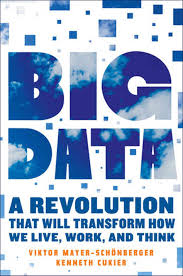 BIG
DATA
A REVOLUTION
THAT WILL TRANSFORM HOW
WE LIVE, WORK, AND THINK
VIKTOR MAYER-SCHÖNBERGER
KENNETH CUKIER